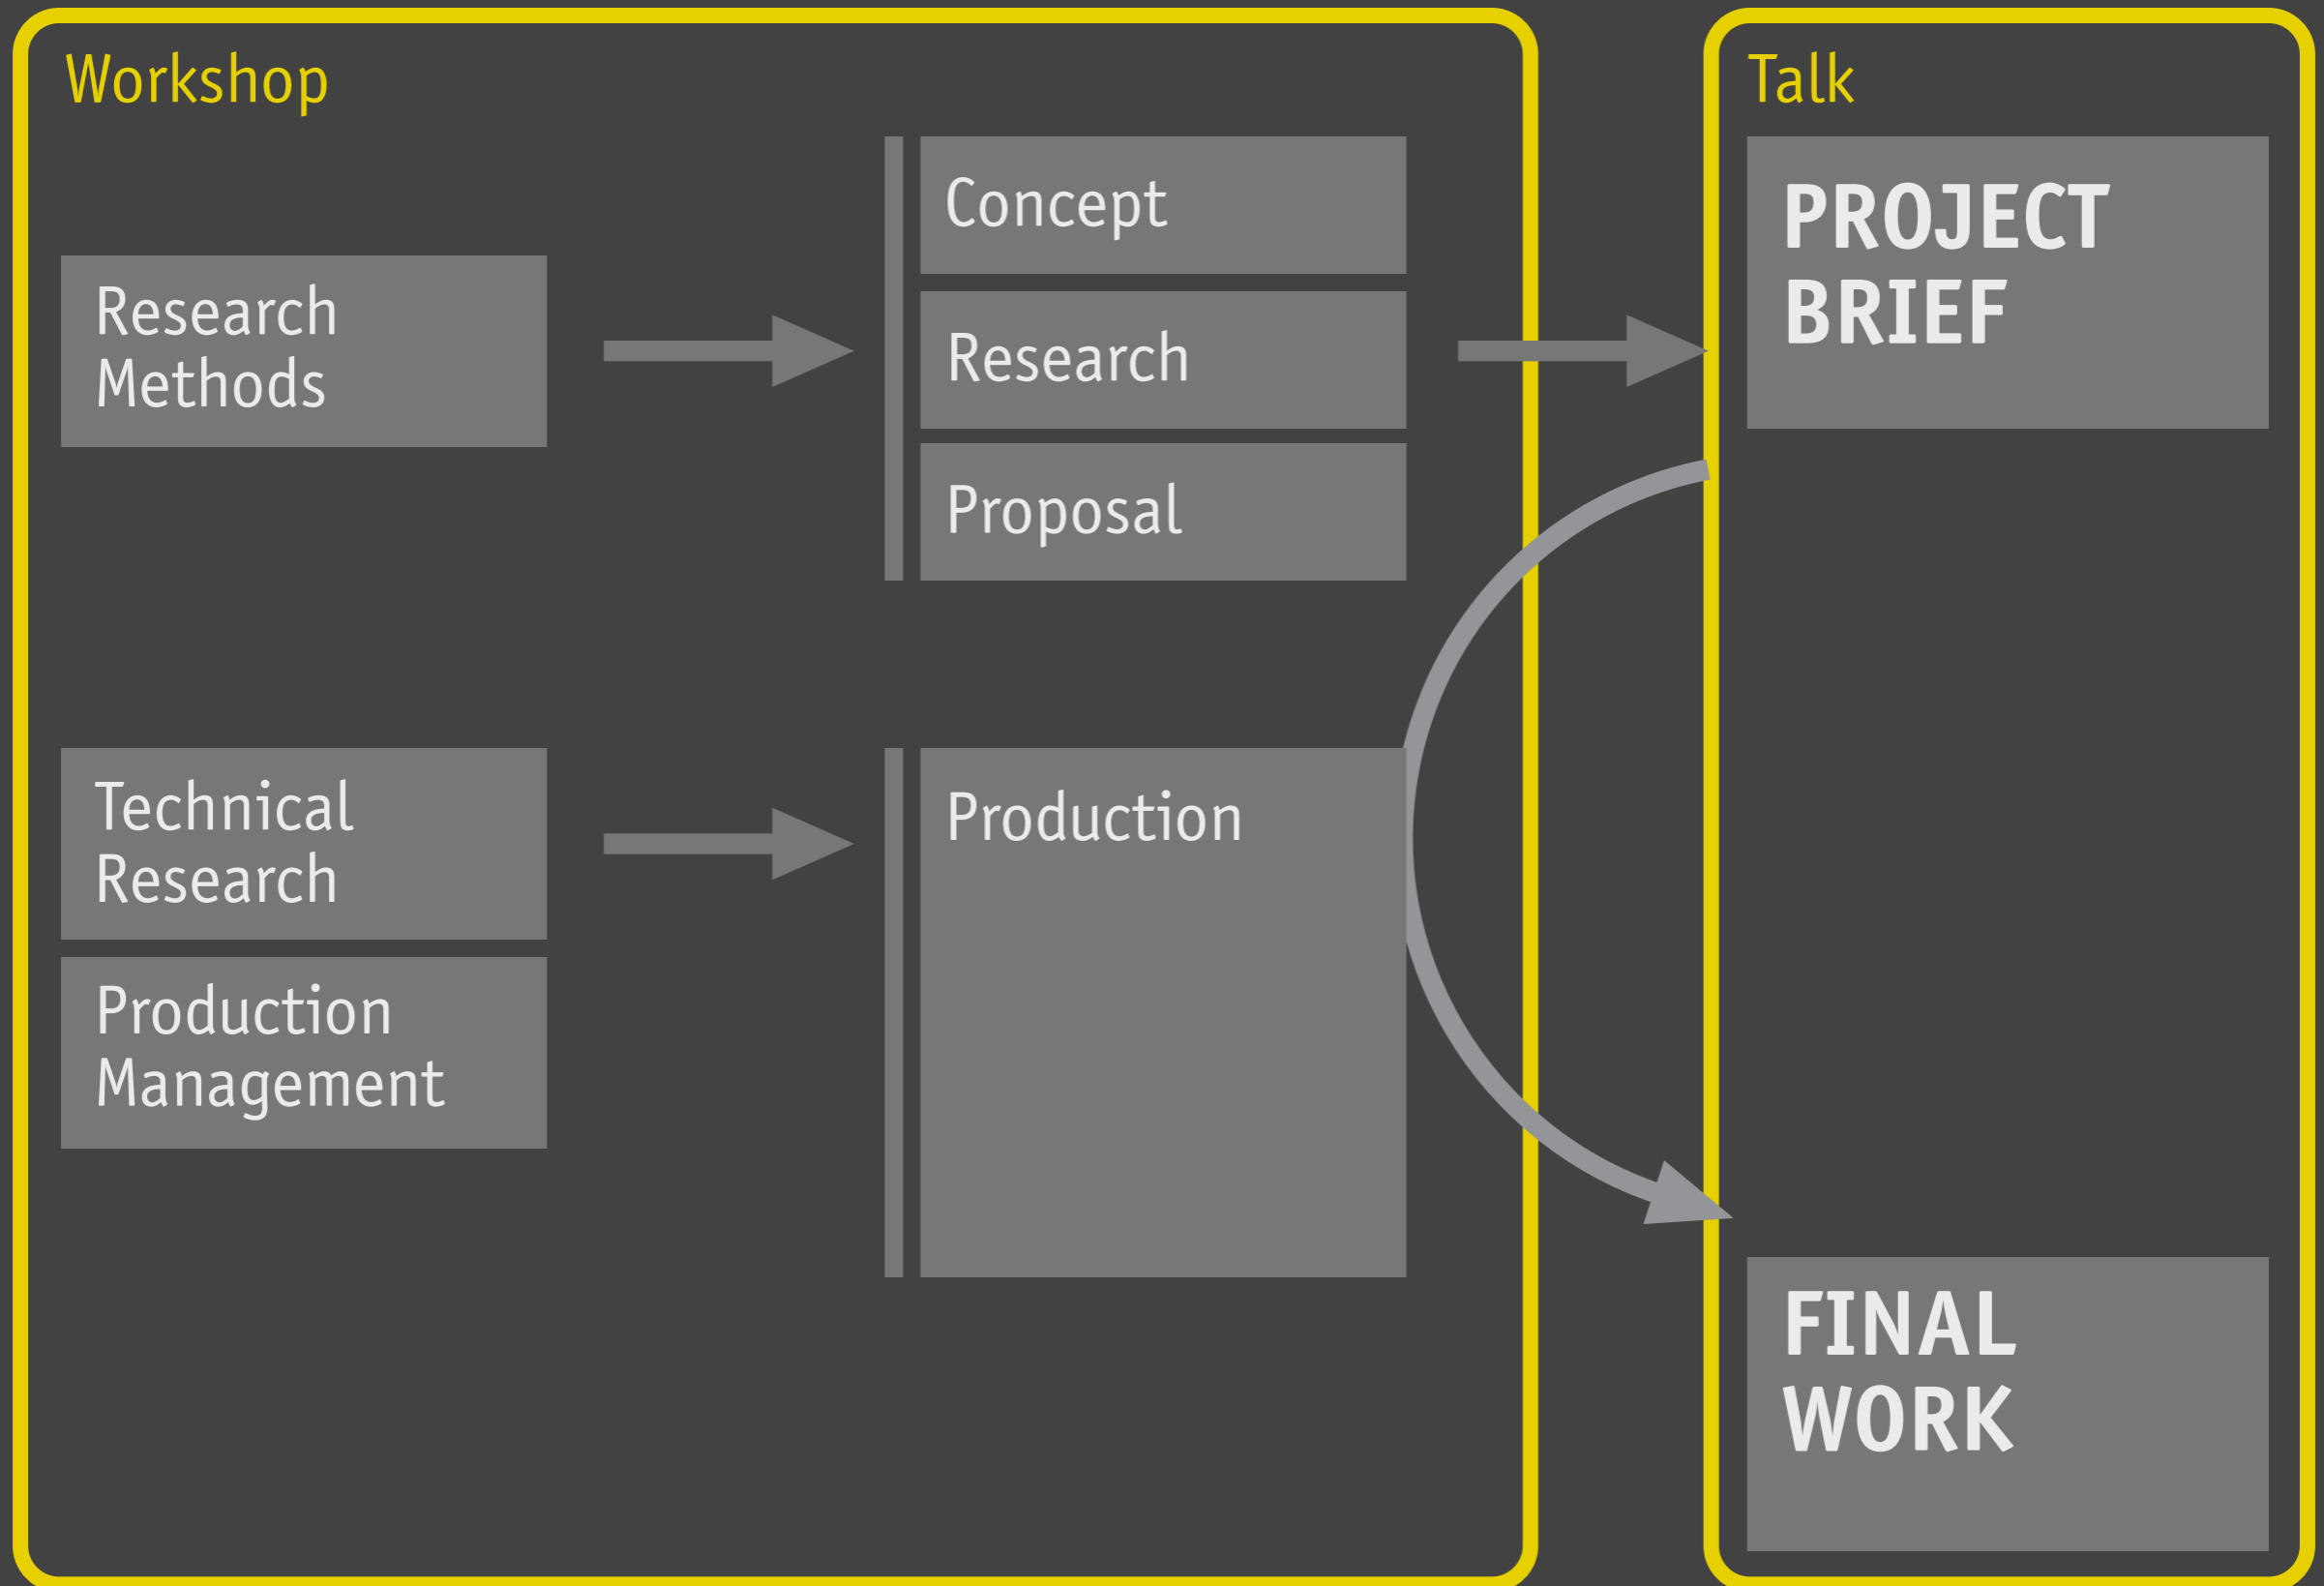 Workshop
Research
Methods
Concept
Research
Proposal
Technical
Research
Production
Management
Production
Talk
PROJECT
BRIEF
FINAL
WORK